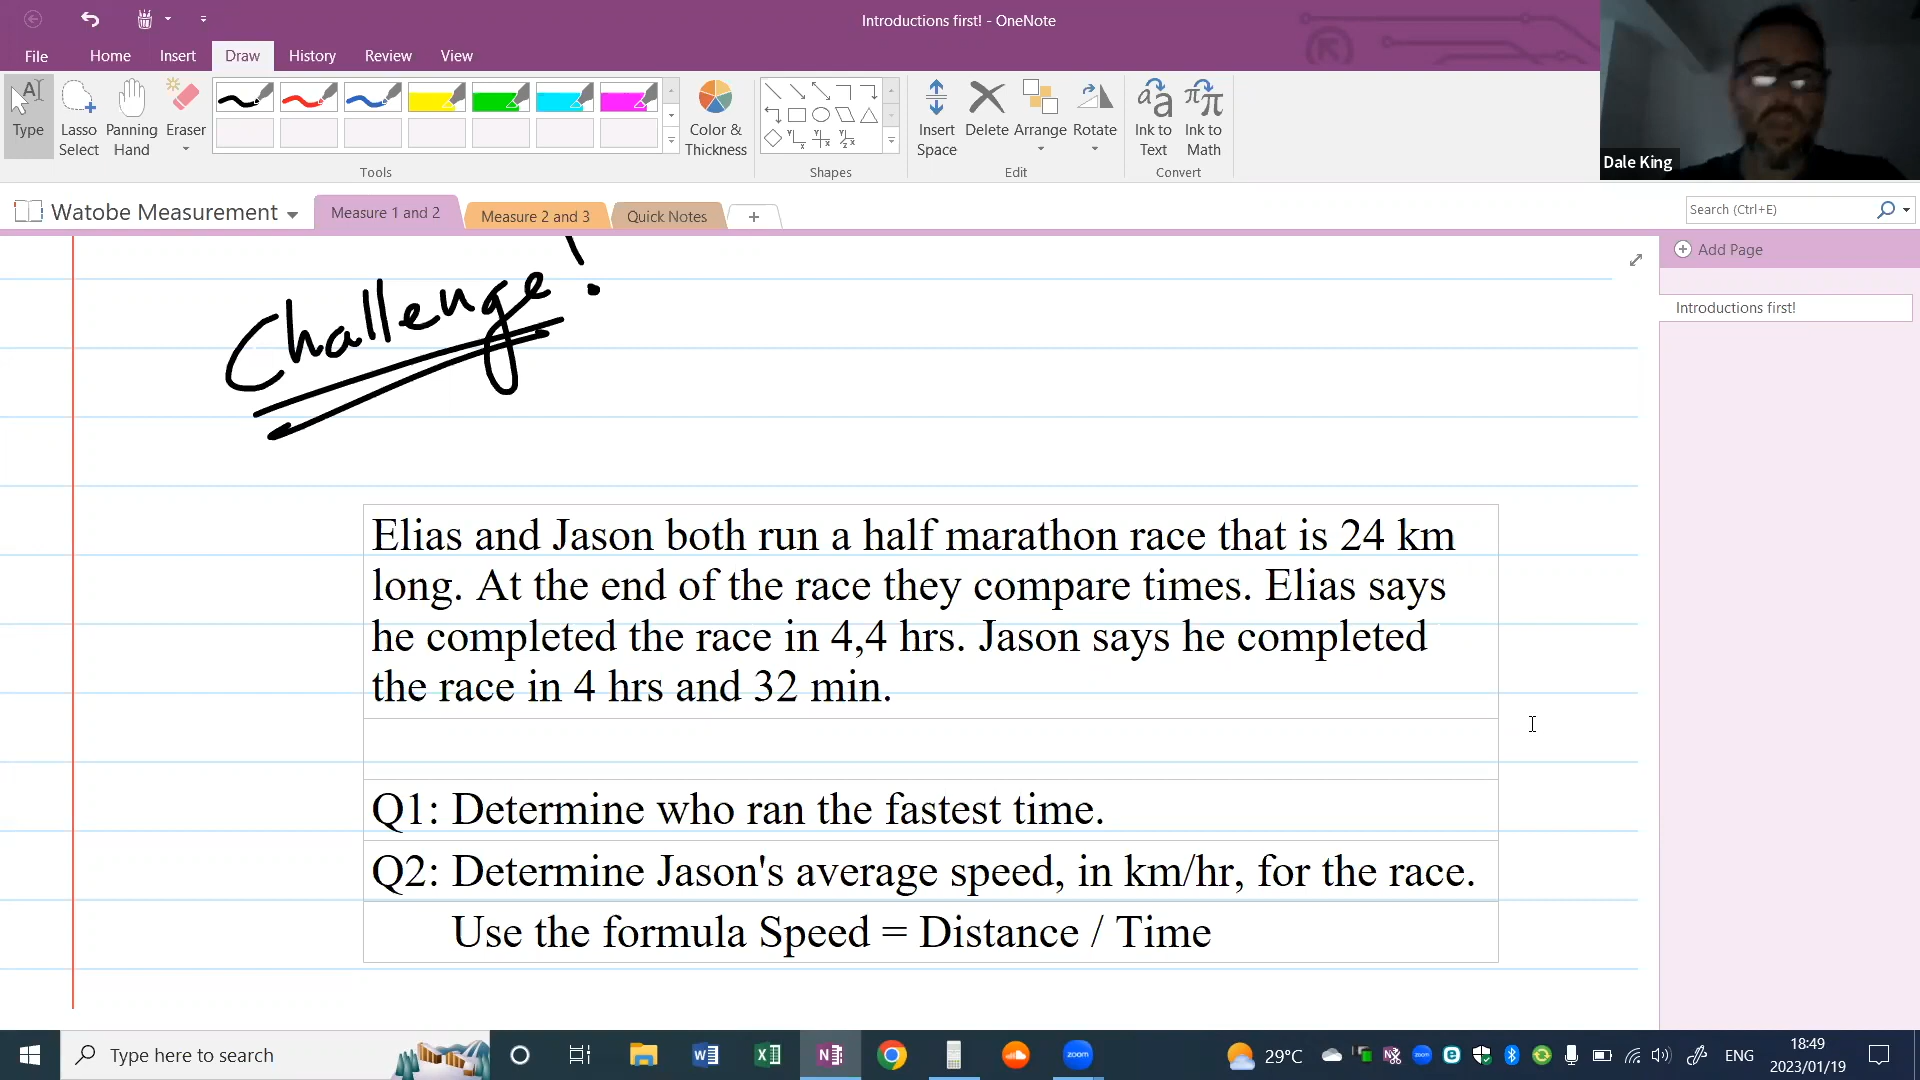 Introductions first! - OneNote
File
Home
Insert
Draw
History
Review
View
Type
Lasso Select
Panning Hand
Eraser
Color & Thickness
Insert Space
Delete
Arrange
Rotate
Ink to Text
Ink to Math
Tools
Shapes
Edit
Convert
Dale King
Watobe Measurement
Measure 1 and 2
Measure 2 and 3
Quick Notes
Search (Ctrl+E)
Add Page
Introductions first!
Challenge!
Elias and Jason both run a half marathon race that is 24 km
long. At the end of the race they compare times. Elias says
he completed the race in 4,4 hrs. Jason says he completed
the race in 4 hrs and 32 min.
Q1: Determine who ran the fastest time.
Q2: Determine Jason's average speed, in km/hr, for the race.
Use the formula Speed = Distance / Time
Type here to search
zoom
29°C
ENG
18:49
2023/01/19